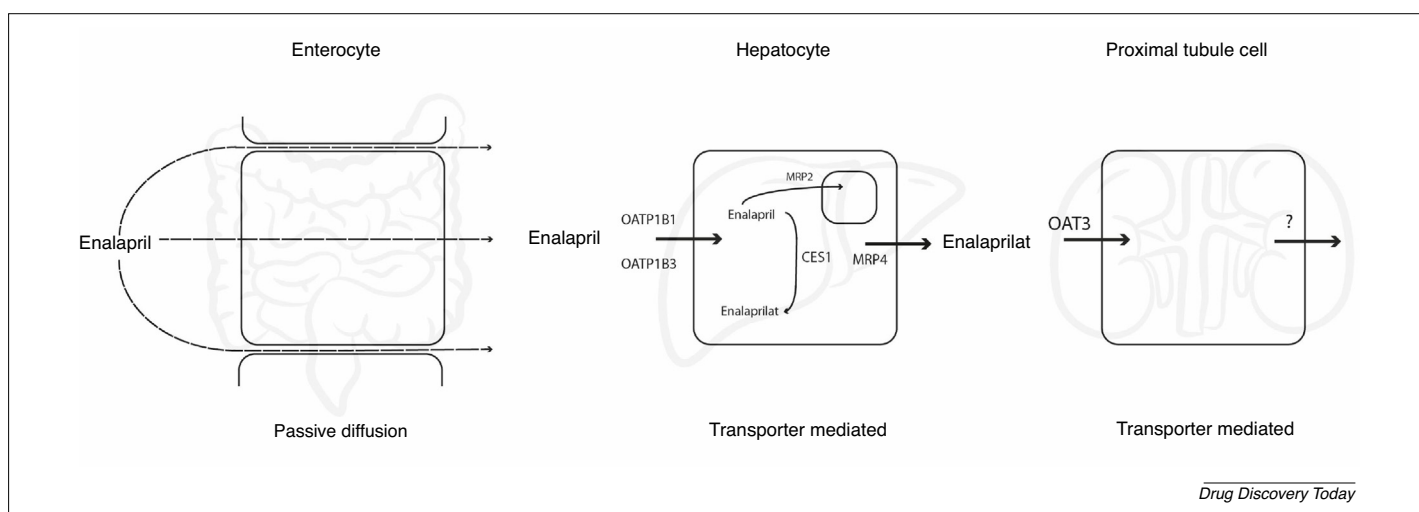 Enterocyte
Hepatocyte
Proximal tubule cell
Enalapril
Passive diffusion
Enalapril
OATP1B1
OATP1B3
MRP2
Enalapril
CES1
Enalaprilat
MRP4
Enalaprilat
Transporter mediated
OAT3
?
Transporter mediated
Drug Discovery Today